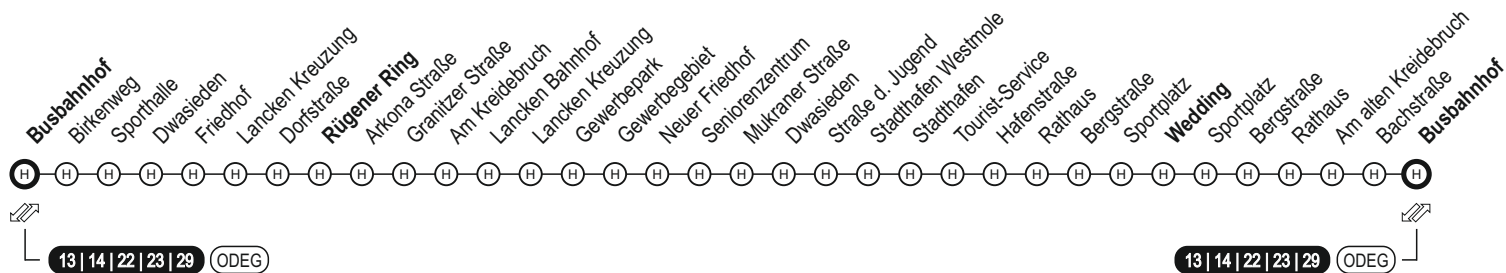 Busbahnhof
Birkenweg
Sporthalle
Dwasieden
Friedhof
Lancken Kreuzung
Dorfstraße
Rügener Ring
Arkona Straße
Granitzer Straße
Am Kreidebruch
Lancken Bahnhof
Lancken Kreuzung
Gewerbepark
Gewerbegebiet
Neuer Friedhof
Seniorenzentrum
Mukraner Straße
Dwasieden
Straße d. Jugend
Stadthafen Westmole
Stadthafen
Tourist-Service
Hafenstraße
Rathaus
Bergstraße
Sportplatz
Wedding
Sportplatz
Bergstraße
Rathaus
Am alten Kreidebruch
Bachstraße
Busbahnhof
H H H H H H H H H H H H H H H H H H H H H H H H H H H H H H H H H H
13 | 14 | 22 | 23 | 29 ODEG
13 | 14 | 22 | 23 | 29 ODEG